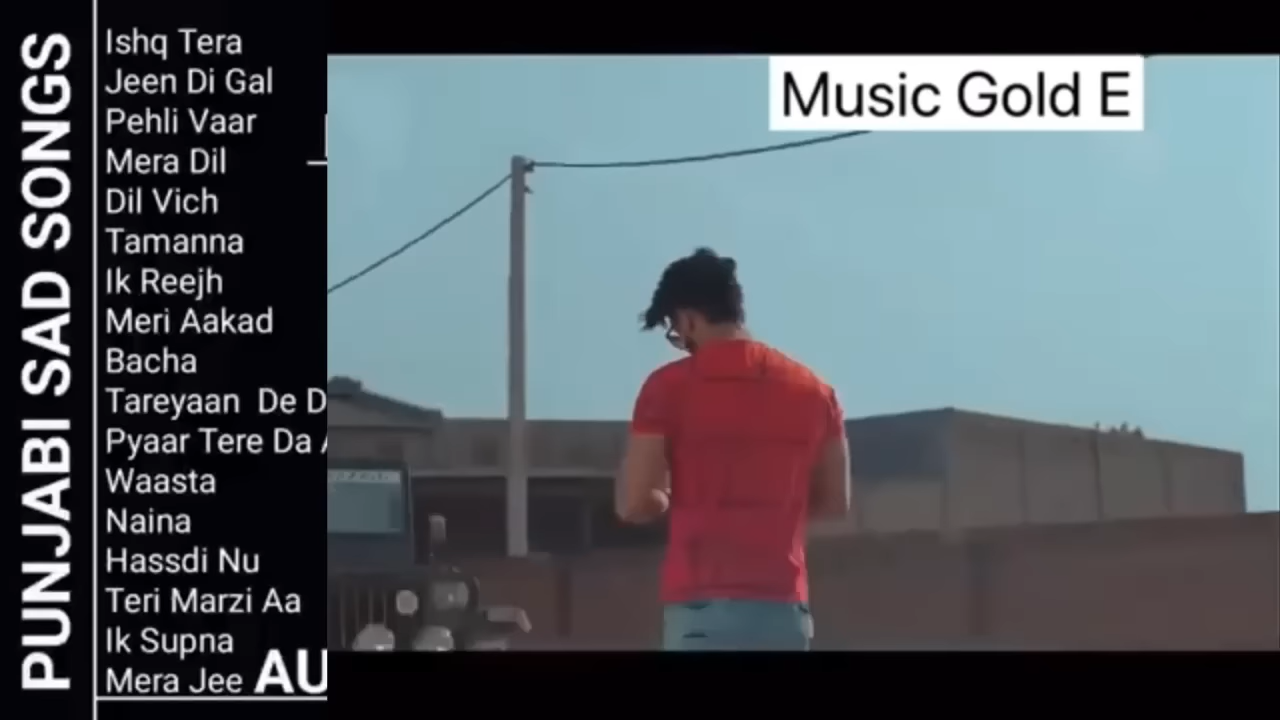 PUNJABI SAD SONGS
Ishq Tera
Jeen Di Gal
Pehli Vaar
Mera Dil
Dil Vich
Tamanna
Ik Reejh
Meri Aakad
Bacha
Tareyaan De D
Pyaar Tere Da
Waasta
Naina
Hassdi Nu
Teri Marzi Aa
Ik Supna
Mera Jee AU
Music Gold E